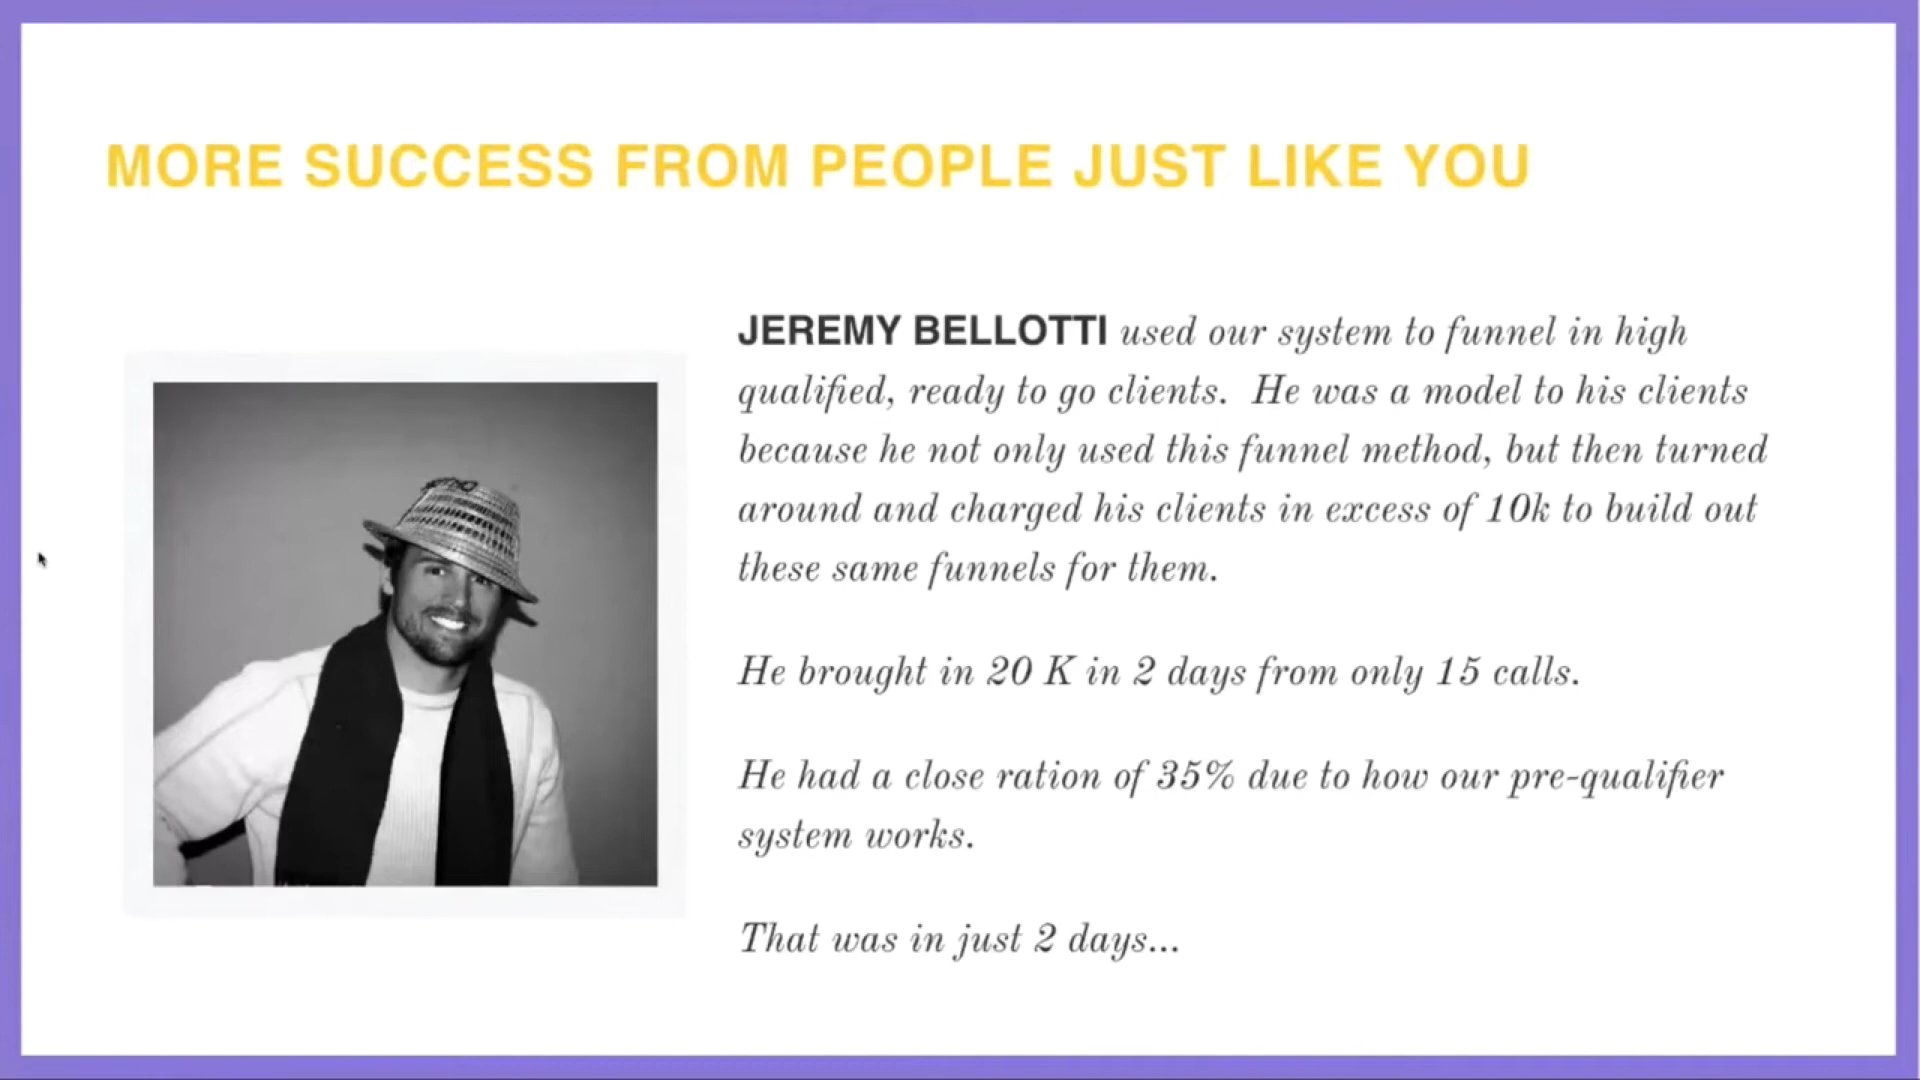 MORE SUCCESS FROM PEOPLE JUST LIKE YOU
JEREMY BELLOTTI used our system to funnel in high
qualified, ready to go clients.  He was a model to his clients
because he not only used this funnel method, but then turned
around and charged his clients in excess of 10k to build out
these same funnels for them.
He brought in 20 K in 2 days from only 15 calls.
He had a close ration of 35% due to how our pre-qualifier
system works.
That was in just 2 days...